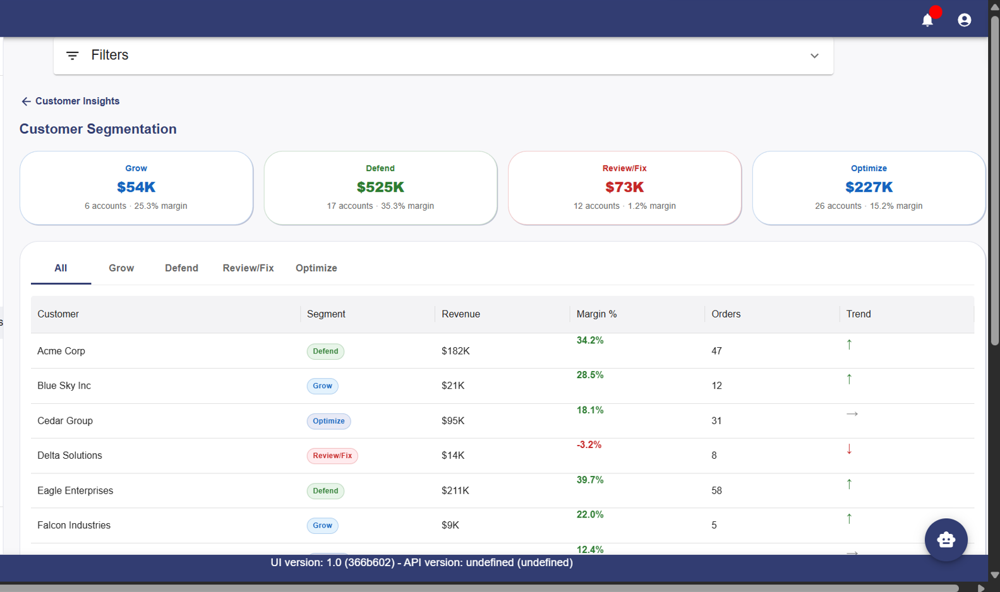 Filters
Customer Insights
Customer Segmentation
Grow
$54K
6 accounts · 25.3% margin
Defend
$525K
17 accounts · 35.3% margin
Review/Fix
$73K
12 accounts · 1.2% margin
Optimize
$227K
26 accounts · 15.2% margin
All Grow Defend Review/Fix Optimize
Customer Segment Revenue Margin % Orders Trend
Acme Corp Defend $182K 34.2% 47 ↑
Blue Sky Inc Grow $21K 28.5% 12 ↑
Cedar Group Optimize $95K 18.1% 31 →
Delta Solutions Review/Fix $14K -3.2% 8 ↓
Eagle Enterprises Defend $211K 39.7% 58 ↑
Falcon Industries Grow $9K 22.0% 5 ↑
12.4% →
UI version: 1.0 (366b602) - API version: undefined (undefined)